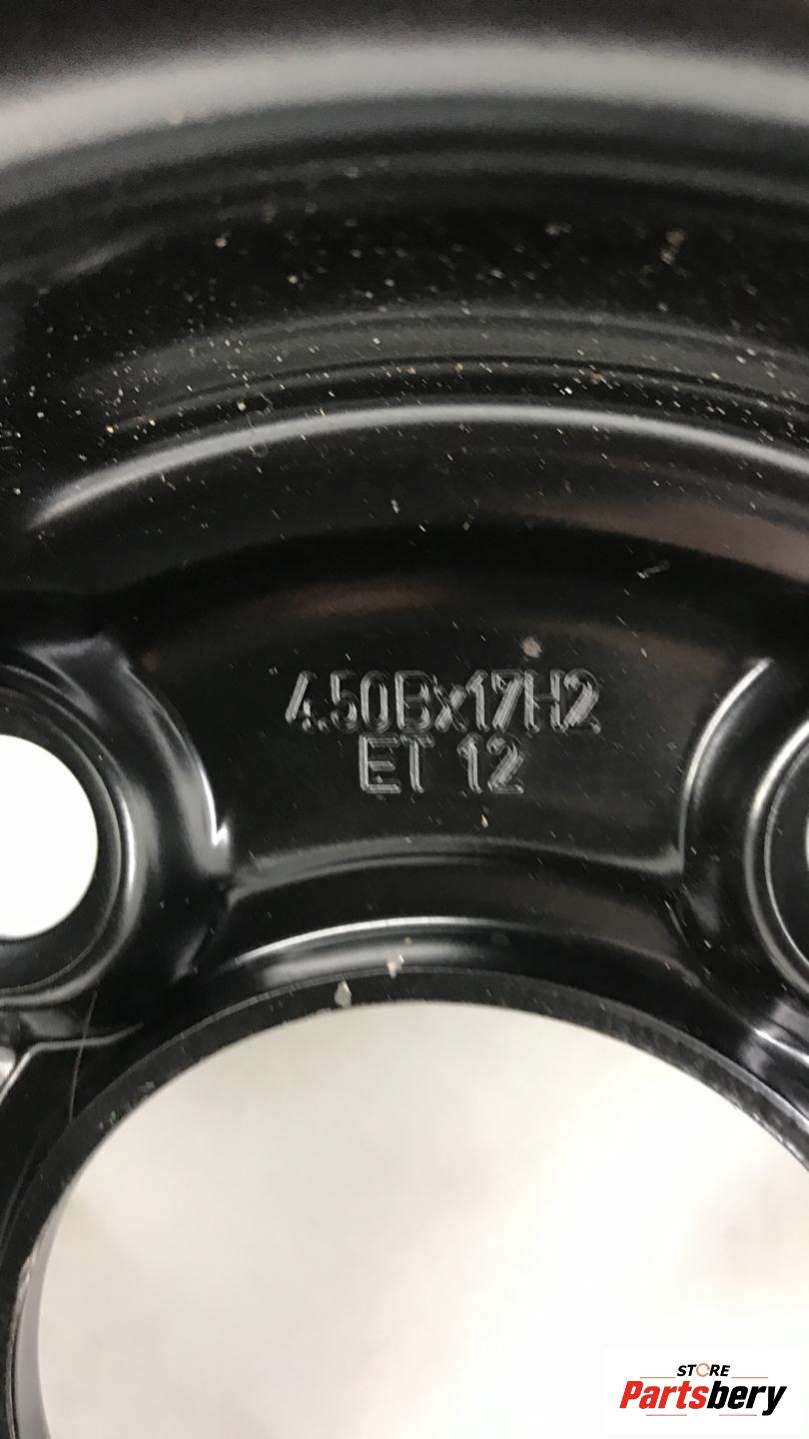 4.50Bx17H2
ET 12
STORE
Partsbery